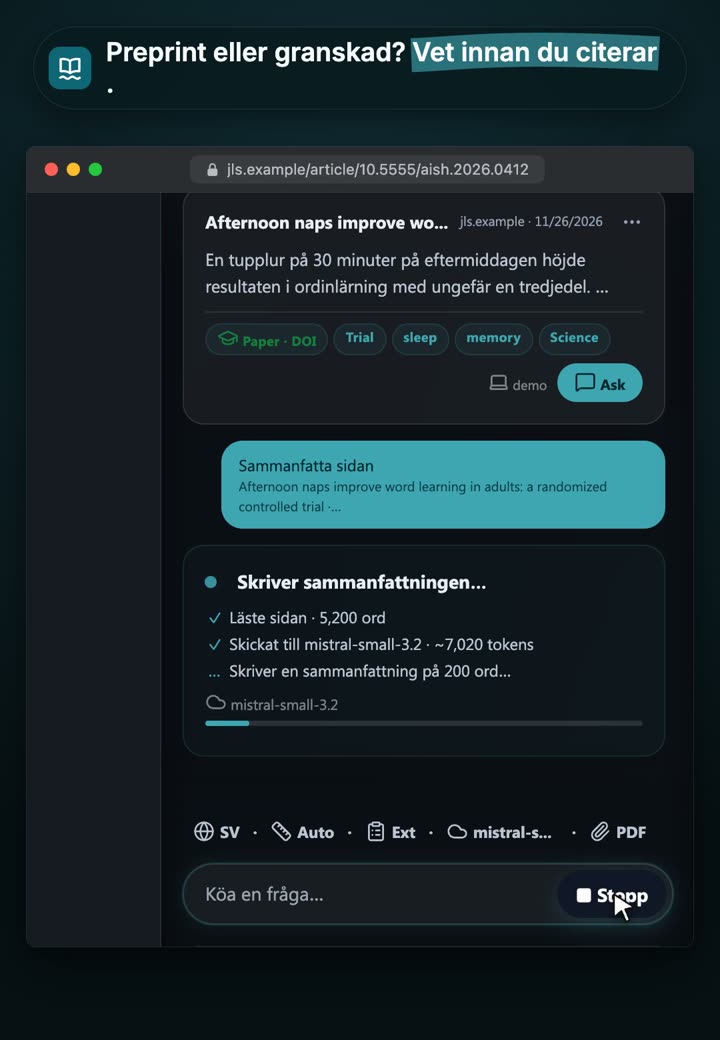 Preprint eller granskad? Vet innan du citerar
.
jls.example/article/10.5555/aish.2026.0412
Afternoon naps improve wo... jls.example · 11/26/2026 ···
En tupplur på 30 minuter på eftermiddagen höjde
resultaten i ordinlärning med ungefär en tredjedel. ...
Paper · DOI Trial sleep memory Science
demo Ask
Sammanfatta sidan
Afternoon naps improve word learning in adults: a randomized
controlled trial ·...
Skriver sammanfattningen...
✓ Läste sidan · 5,200 ord
✓ Skickat till mistral-small-3.2 · ~7,020 tokens
... Skriver en sammanfattning på 200 ord...
mistral-small-3.2
SV · Auto · Ext · mistral-s... · PDF
Köa en fråga... Stopp